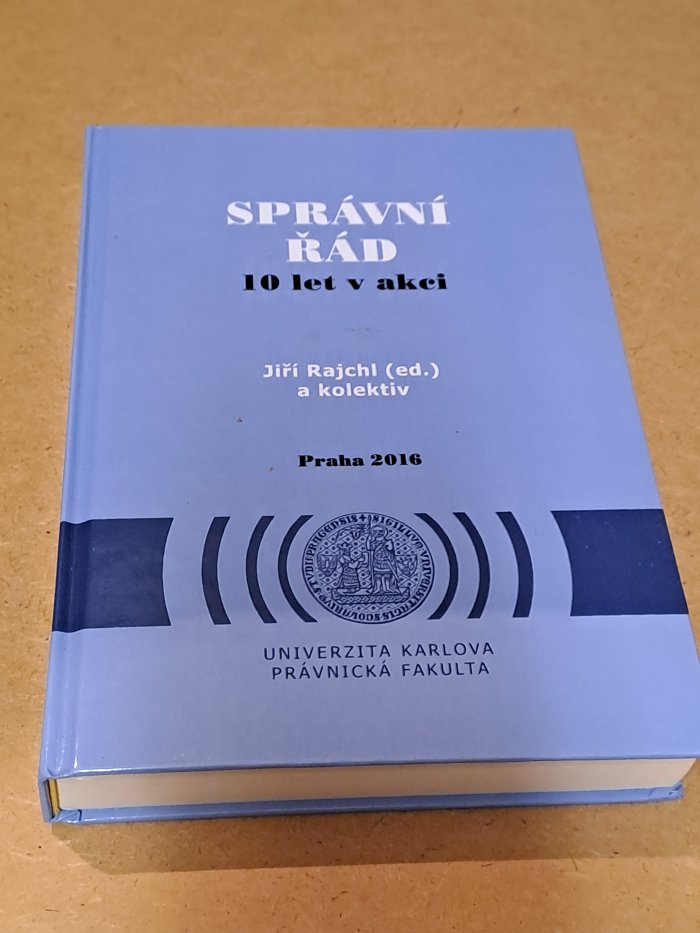 SPRÁVNÍ
ŘÁD
10 let v akci
Jiří Rajchl (ed.)
a kolektiv
Praha 2016
UNIVERZITA KARLOVA
PRÁVNICKÁ FAKULTA